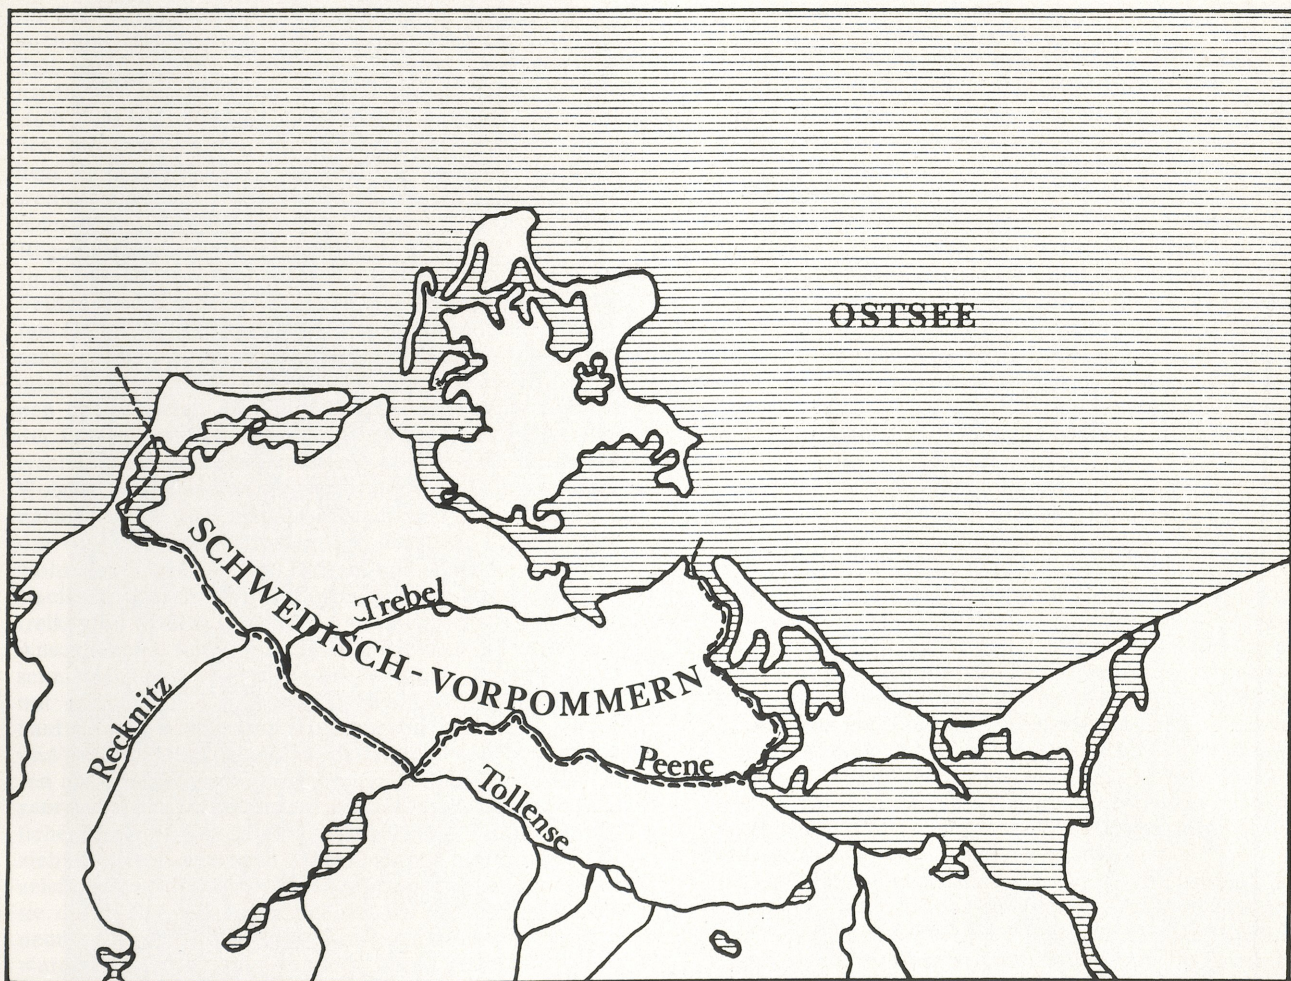 OSTSEE
SCHWEDISCH-VORPOMMERN
Trebel
Recknitz
Peene
Tollense